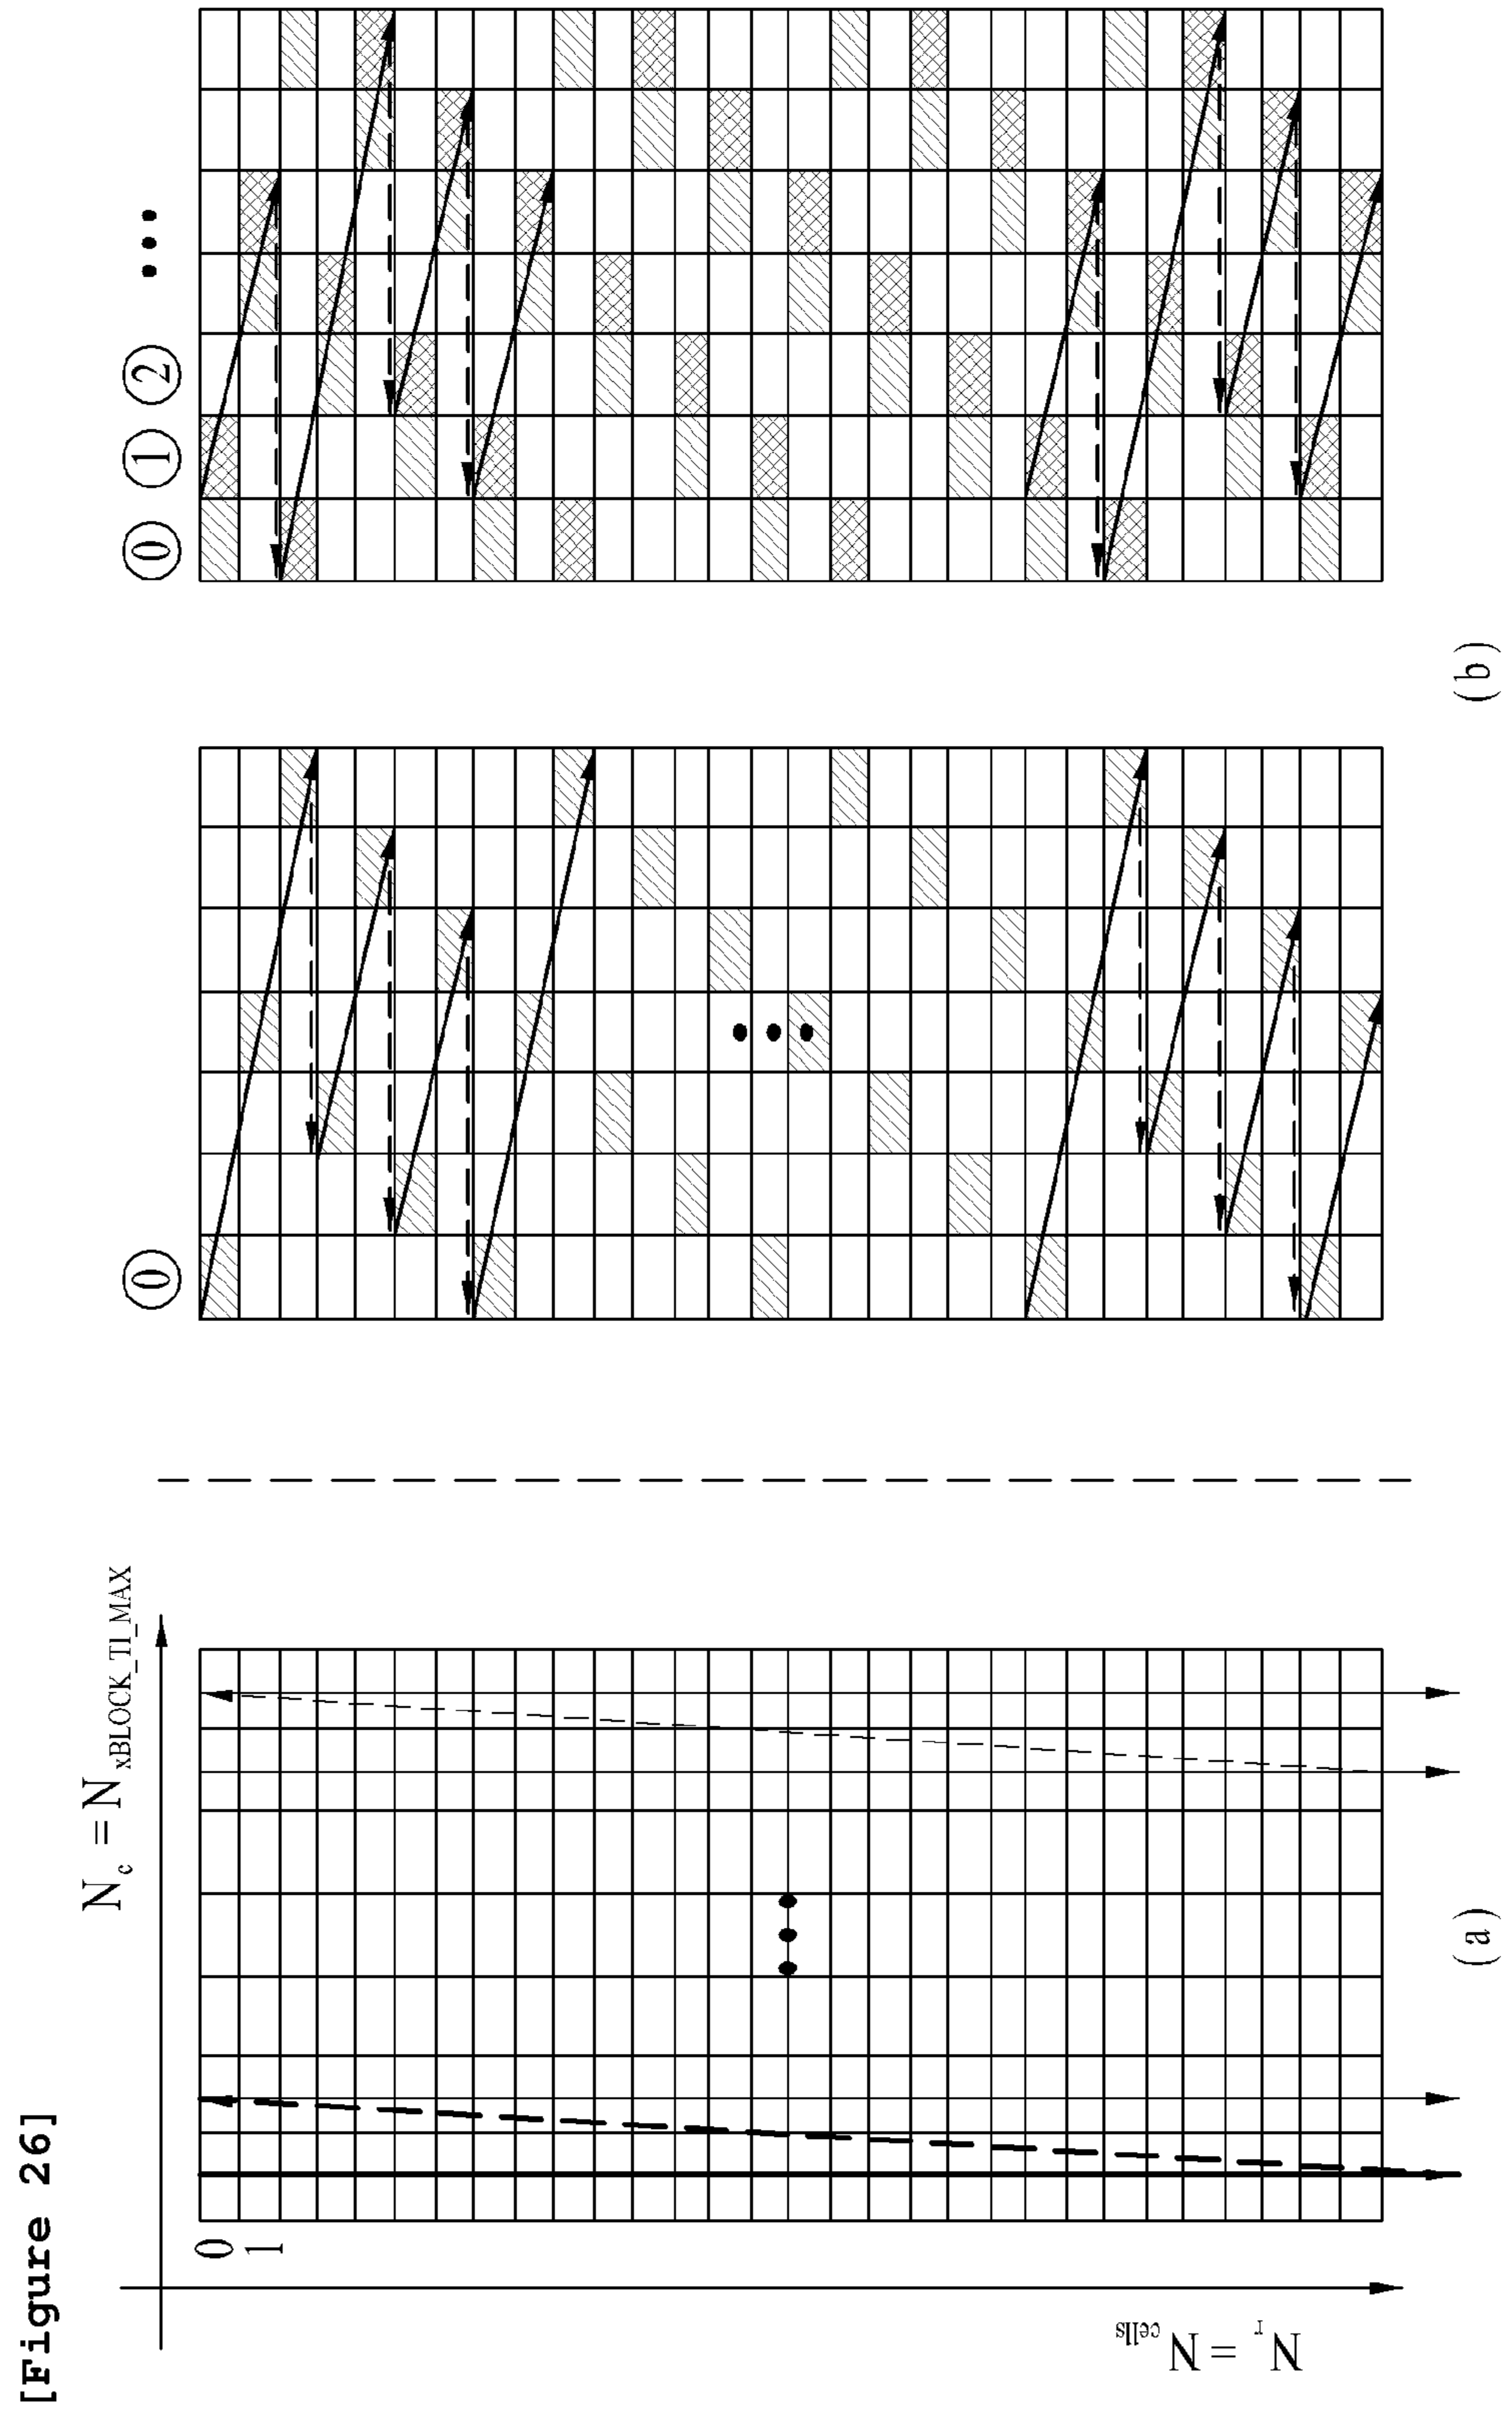 [Figure 26]
N_c = N_xBLOCK_TI_MAX
0
1
N_r = N_cells
(a)
0
0 1 2 •••
(b)